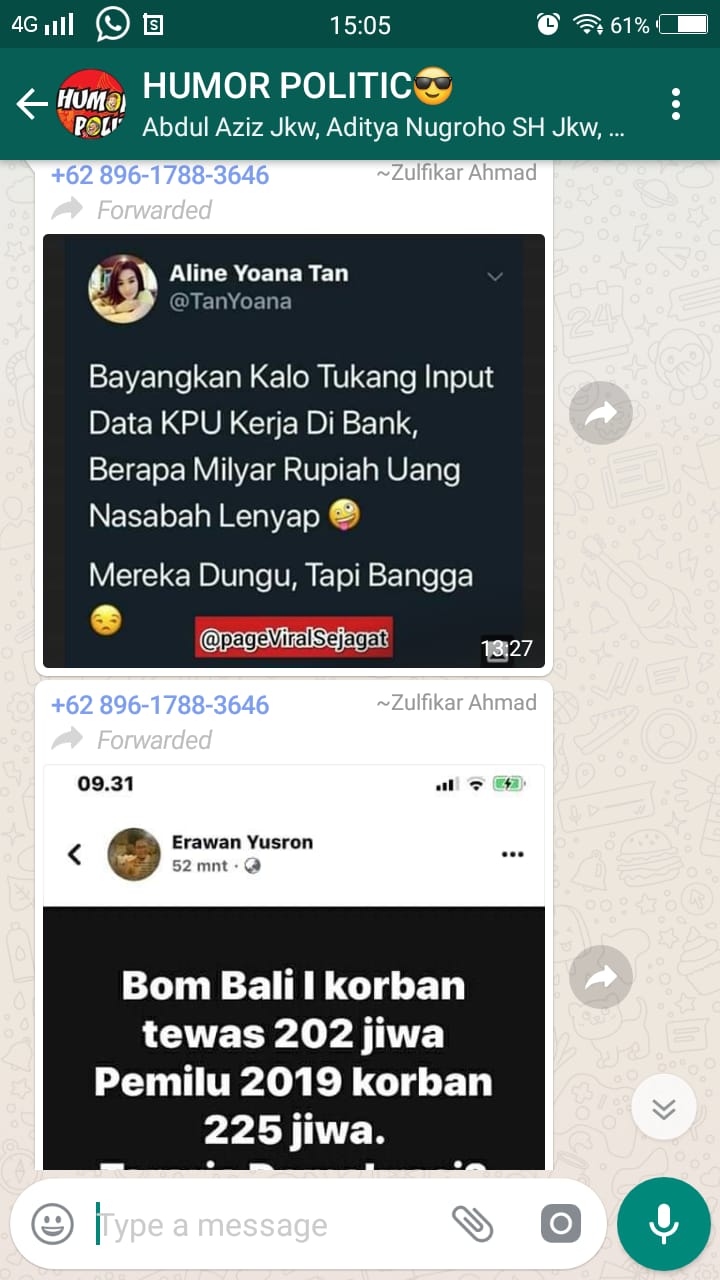 4G 15:05 61%
HUMOR POLITIC😎
Abdul Aziz Jkw, Aditya Nugroho SH Jkw, ...
HUMOR
POLI
+62 896-1788-3646 ~Zulfikar Ahmad
Forwarded
Aline Yoana Tan
@TanYoana
Bayangkan Kalo Tukang Input
Data KPU Kerja Di Bank,
Berapa Milyar Rupiah Uang
Nasabah Lenyap 🤪
Mereka Dungu, Tapi Bangga
😒
@pageViralSejagat
13:27
+62 896-1788-3646 ~Zulfikar Ahmad
Forwarded
09.31
Erawan Yusron
52 mnt ·
Bom Bali I korban
tewas 202 jiwa
Pemilu 2019 korban
225 jiwa.
Type a message